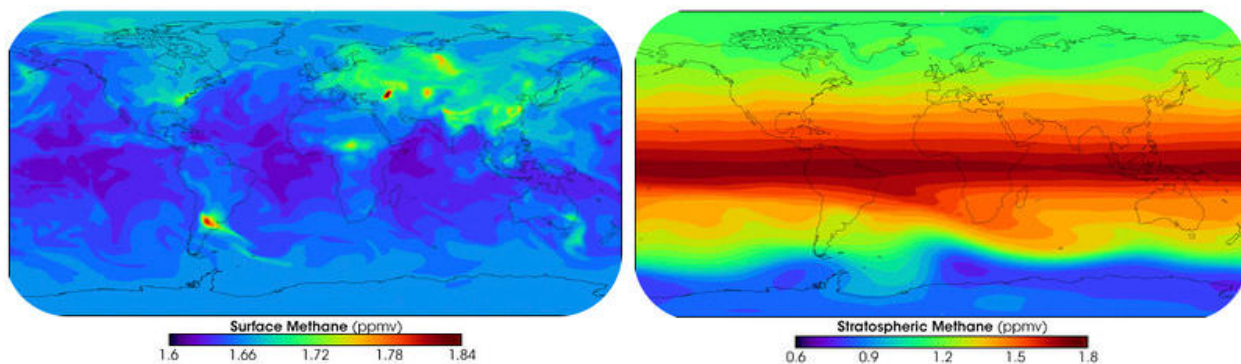 Surface Methane (ppmv)
1.6 1.66 1.72 1.78 1.84
Stratospheric Methane (ppmv)
0.6 0.9 1.2 1.5 1.8